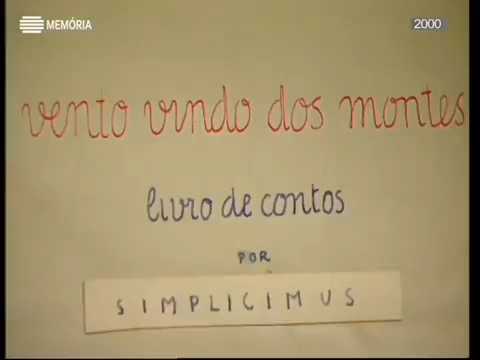 MEMÓRIA
2000
vento vindo dos montes
livro de contos
POR
SIMPLICIMUS